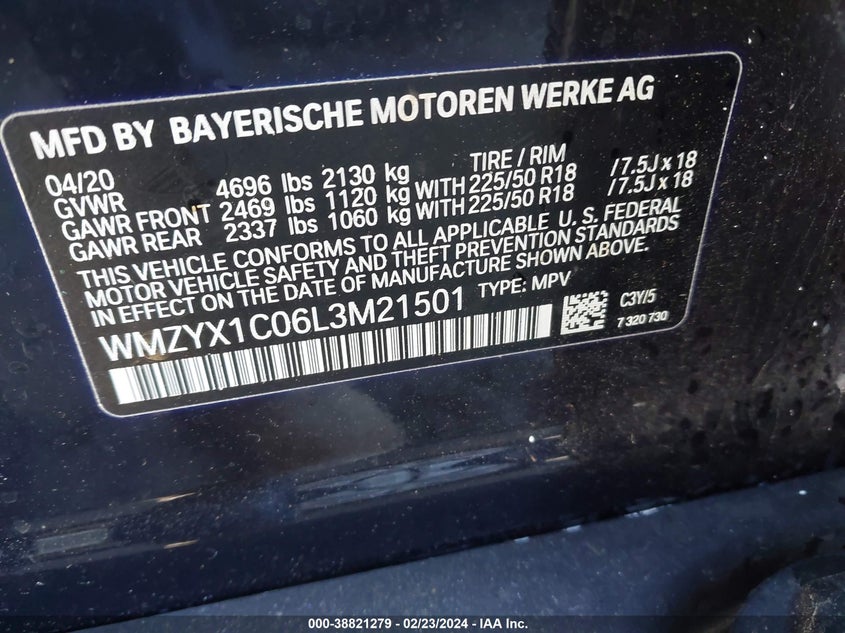 MFD BY BAYERISCHE MOTOREN WERKE AG
04/20 TIRE / RIM
GVWR 4696 lbs 2130 kg
GAWR FRONT 2469 lbs 1120 kg WITH 225/50 R18 /7.5J x 18
GAWR REAR 2337 lbs 1060 kg WITH 225/50 R18 /7.5J x 18
THIS VEHICLE CONFORMS TO ALL APPLICABLE U. S. FEDERAL
MOTOR VEHICLE SAFETY AND THEFT PREVENTION STANDARDS
IN EFFECT ON THE DATE OF MANUFACTURE SHOWN ABOVE.
WMZYX1C06L3M21501 TYPE: MPV
C3Y/5
7 320 730
000-38821279 - 02/23/2024 - IAA Inc.